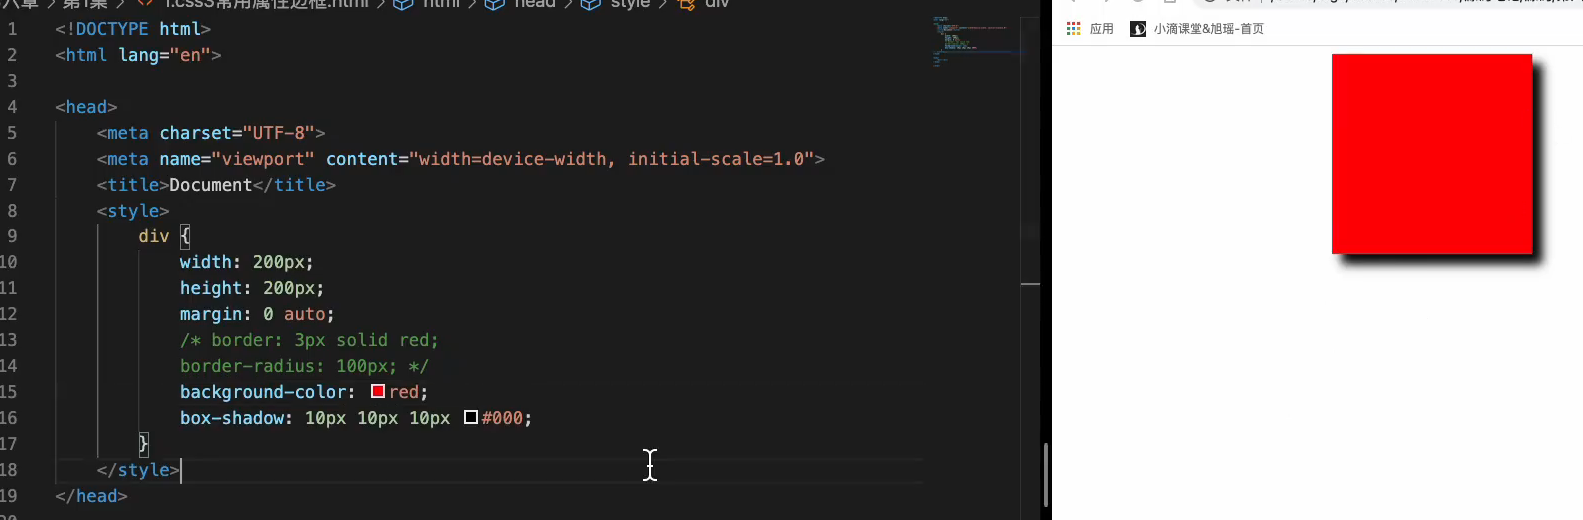 第1集 > <> 1.css3常用属性边框.html > html > head > style > div
1 <!DOCTYPE html>
2 <html lang="en">
3
4 <head>
5 <meta charset="UTF-8">
6 <meta name="viewport" content="width=device-width, initial-scale=1.0">
7 <title>Document</title>
8 <style>
9 div {
10 width: 200px;
11 height: 200px;
12 margin: 0 auto;
13 /* border: 3px solid red;
14 border-radius: 100px; */
15 background-color: red;
16 box-shadow: 10px 10px 10px #000;
17 }
18 </style>
19 </head>
20
应用 小滴课堂&旭瑶-首页